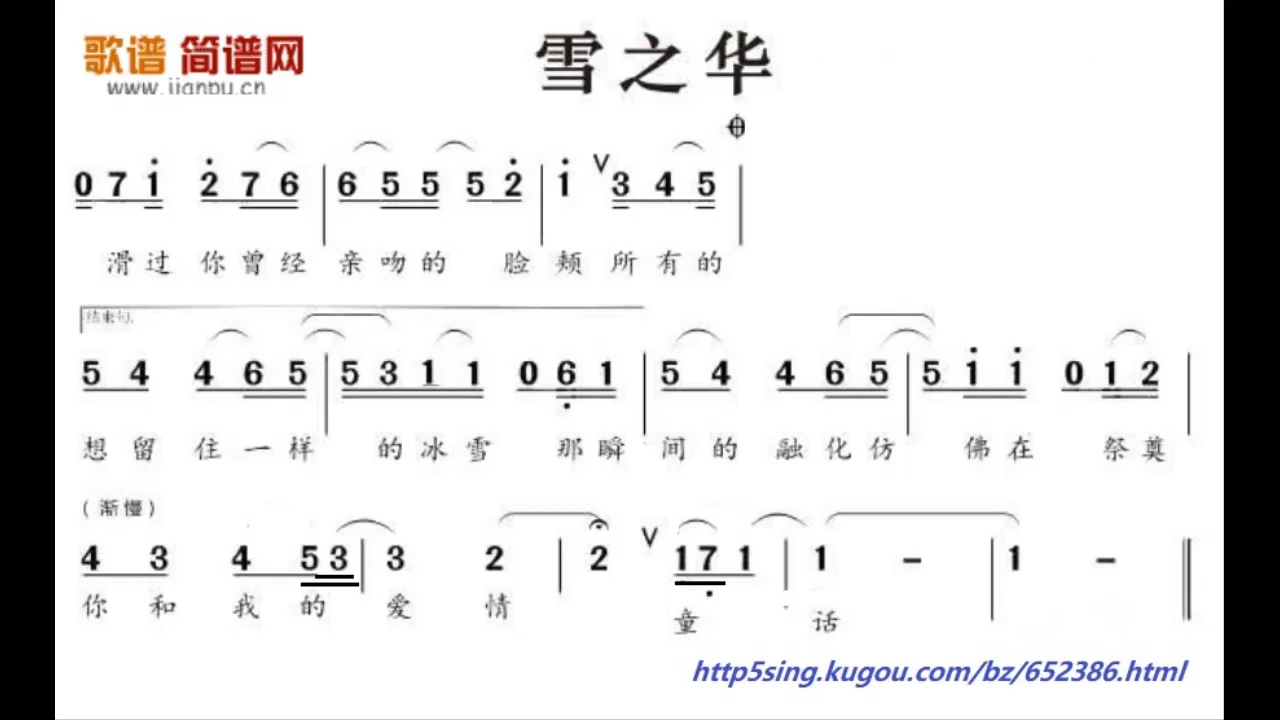 歌谱 简谱网
www.jianpu.cn
雪之华
0 7 1 2 7 6 | 6 5 5 5 2 | 1 V 3 4 5 |
滑过你曾经亲吻的脸颊所有的
结束句.
5 4 4 6 5 | 5 3 1 1 0 6 1 | 5 4 4 6 5 | 5 1 1 0 1 2 |
想留住一样的冰雪那瞬间的融化仿佛在祭奠
(渐慢)
4 3 4 5 3 | 3 2 | 2 V 1 7 1 | 1 – | 1 – ||
你和我的爱情童话
http5sing.kugou.com/bz/652386.html